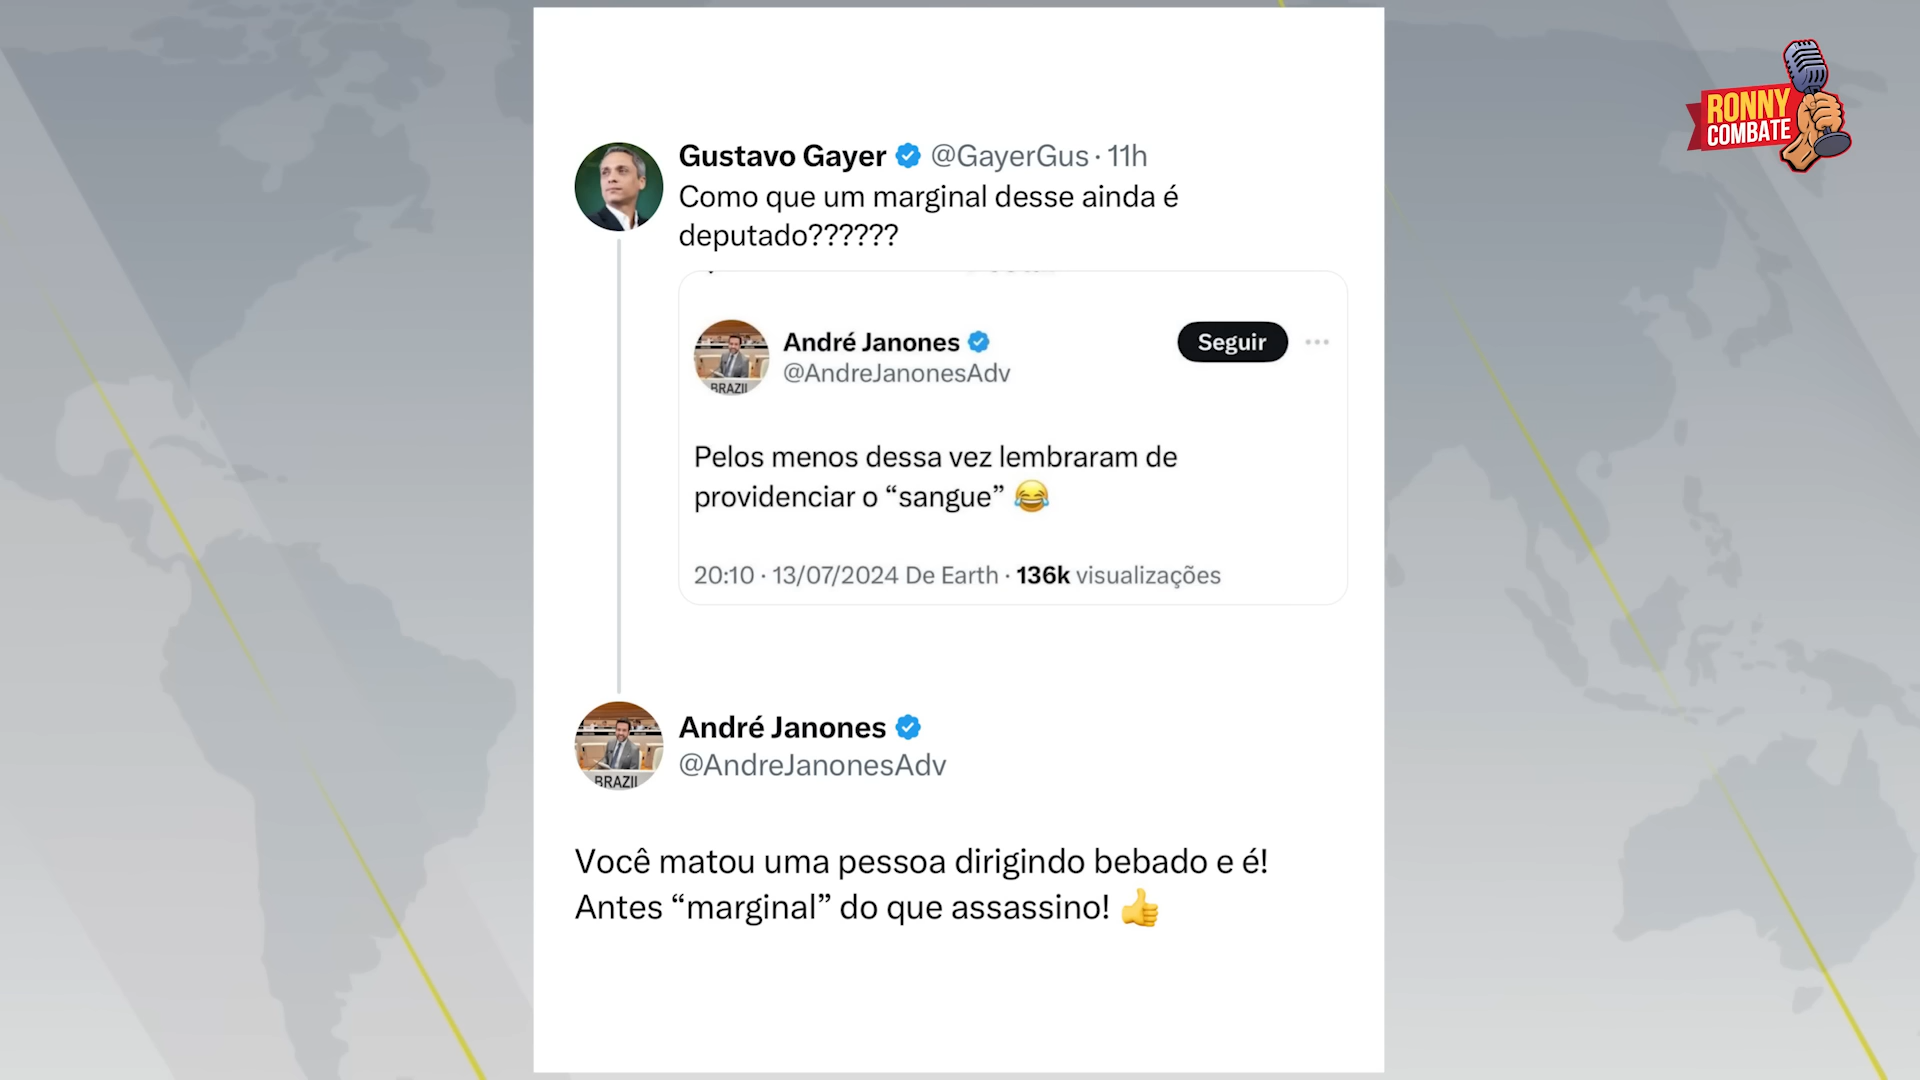 RONNY
COMBATE
Gustavo Gayer @GayerGus · 11h
Como que um marginal desse ainda é
deputado??????
André Janones
@AndreJanonesAdv
Seguir
BRAZIL
Pelos menos dessa vez lembraram de
providenciar o “sangue” 😂
20:10 · 13/07/2024 De Earth · 136k visualizações
André Janones
@AndreJanonesAdv
BRAZIL
Você matou uma pessoa dirigindo bebado e é!
Antes “marginal” do que assassino! 👍